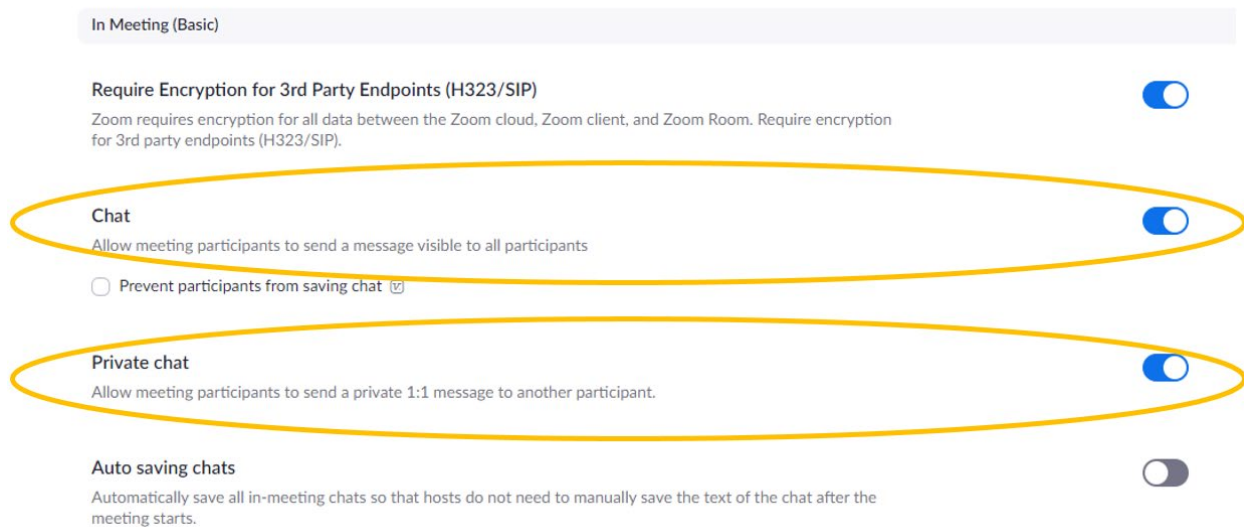 In Meeting (Basic)
Require Encryption for 3rd Party Endpoints (H323/SIP)
Zoom requires encryption for all data between the Zoom cloud, Zoom client, and Zoom Room. Require encryption
for 3rd party endpoints (H323/SIP).
Chat
Allow meeting participants to send a message visible to all participants
Prevent participants from saving chat
Private chat
Allow meeting participants to send a private 1:1 message to another participant.
Auto saving chats
Automatically save all in-meeting chats so that hosts do not need to manually save the text of the chat after the
meeting starts.